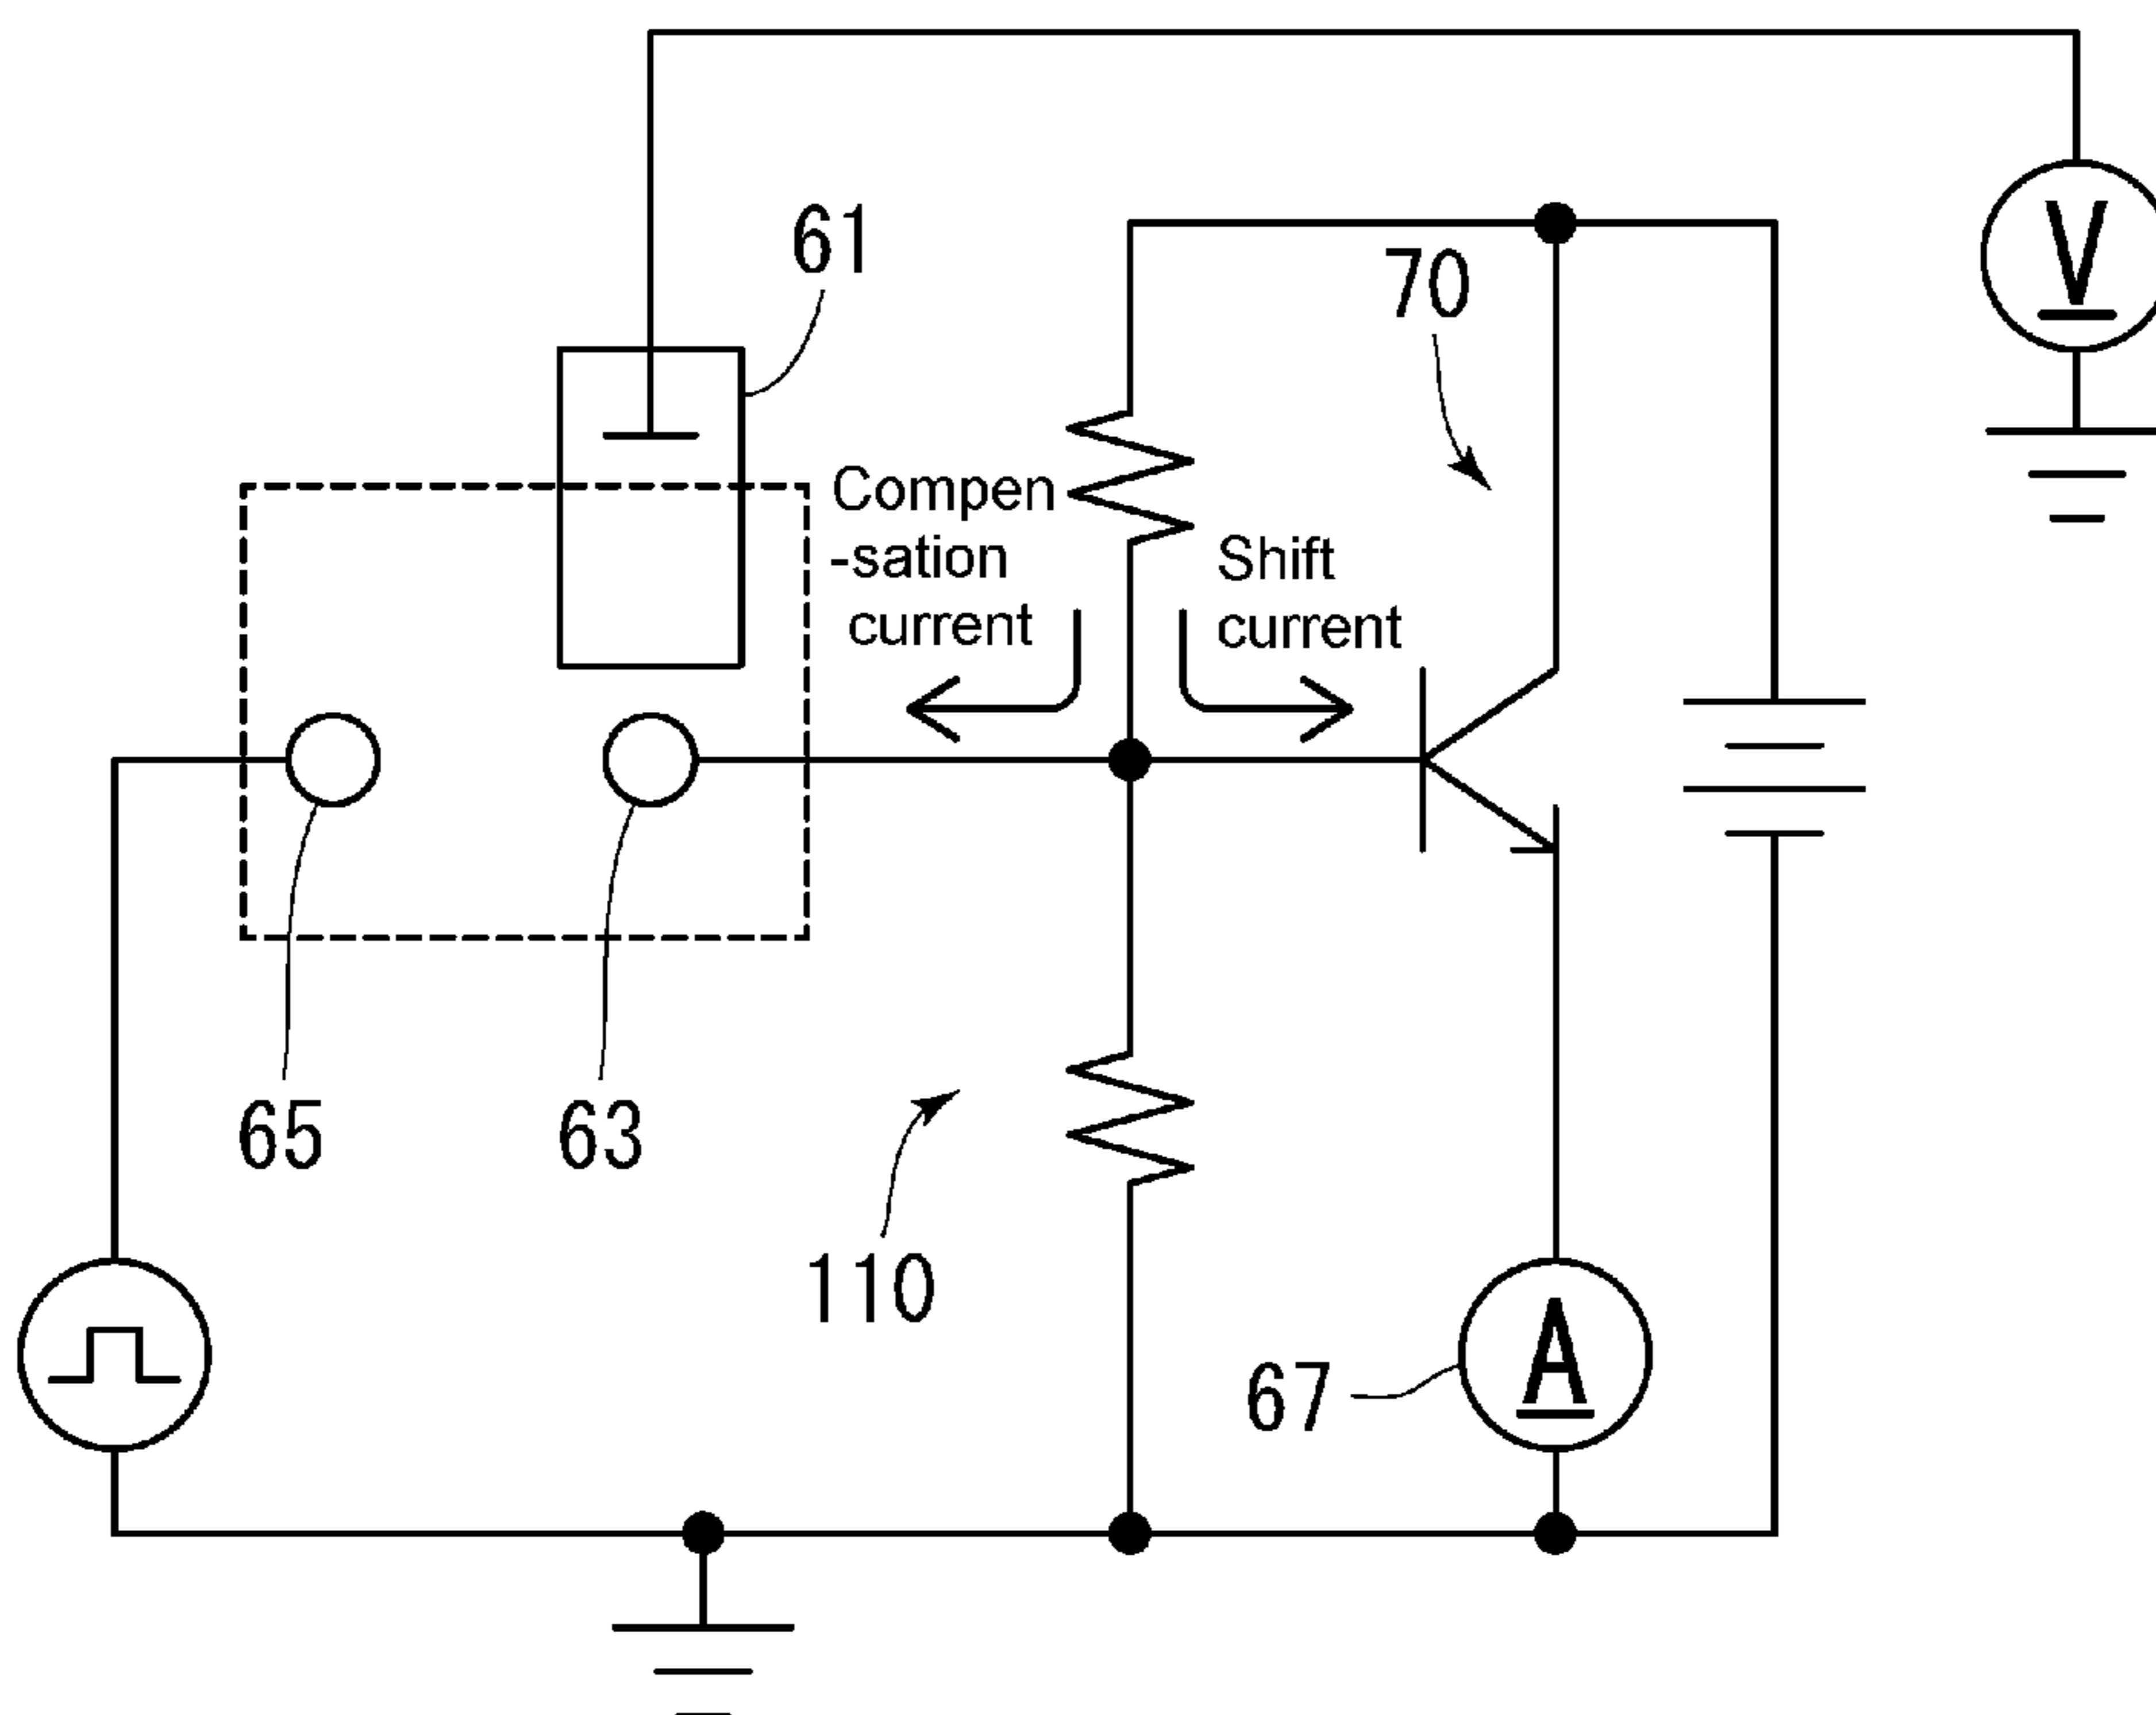 61
70
V
Compen
-sation
current
Shift
current
65
63
110
67
A